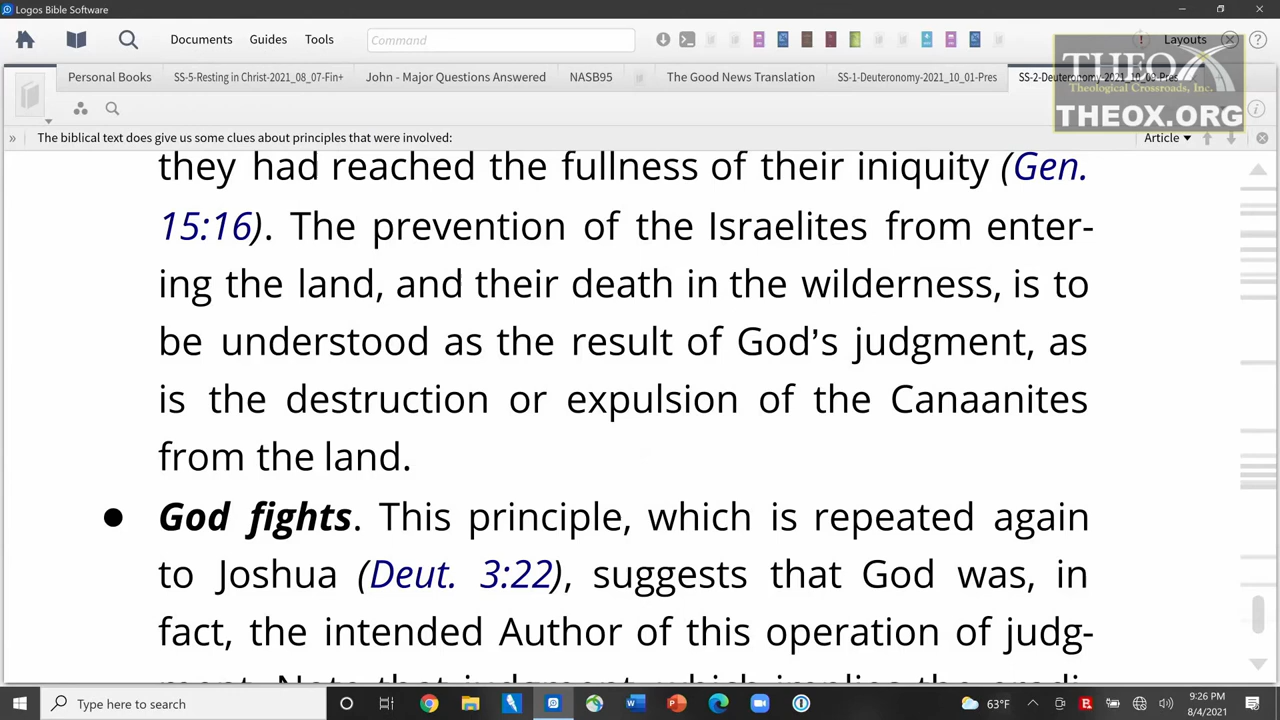 Logos Bible Software
Documents Guides Tools Command Layouts
THEOX
Theological Crossroads, Inc.
THEOX.ORG
Personal Books SS-5-Resting in Christ-2021_08_07-Fin+ John - Major Questions Answered NASB95 The Good News Translation SS-1-Deuteronomy-2021_10_01-Pres
The biblical text does give us some clues about principles that were involved: Article
they had reached the fullness of their iniquity (Gen.
15:16). The prevention of the Israelites from enter-
ing the land, and their death in the wilderness, is to
be understood as the result of God's judgment, as
is the destruction or expulsion of the Canaanites
from the land.
● God fights. This principle, which is repeated again
to Joshua (Deut. 3:22), suggests that God was, in
fact, the intended Author of this operation of judg-
Type here to search 63°F 9:26 PM
8/4/2021